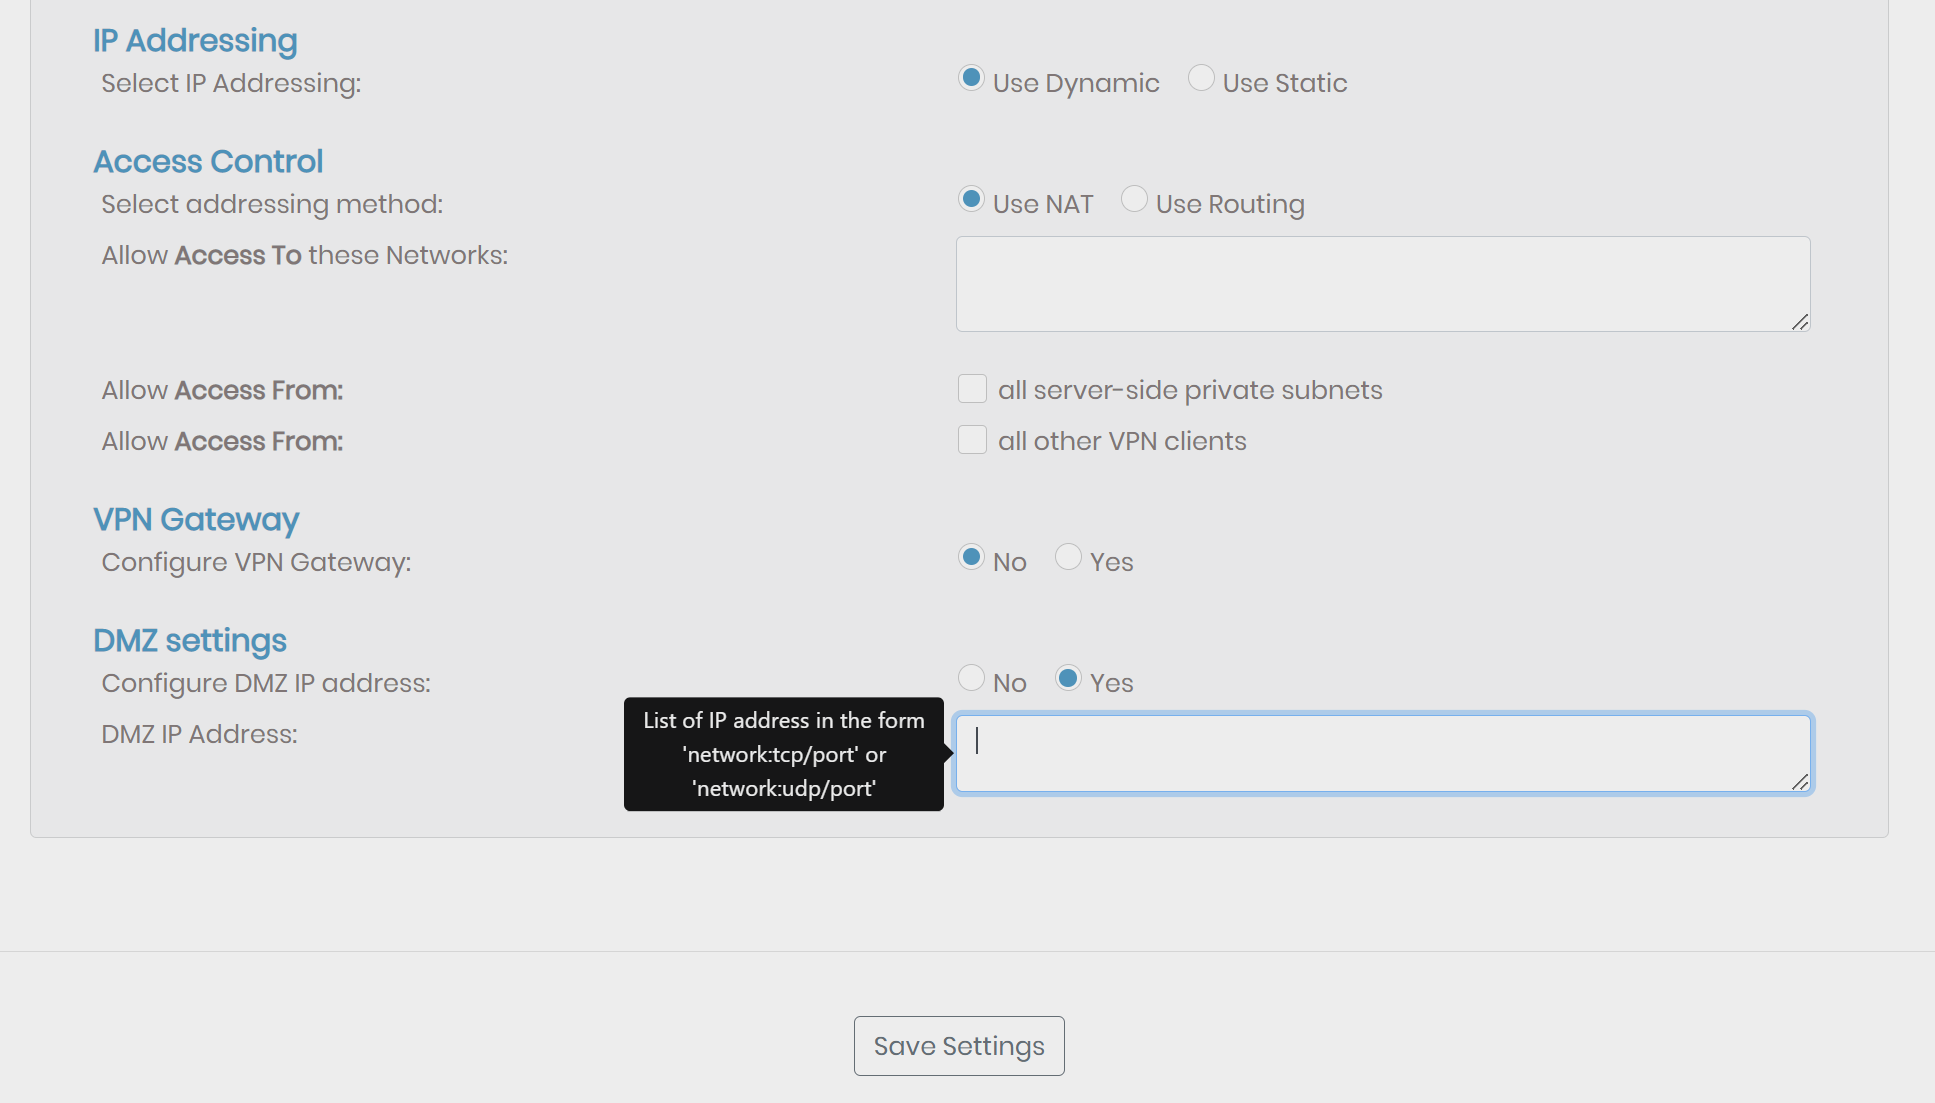 IP Addressing
Select IP Addressing: Use Dynamic Use Static
Access Control
Select addressing method: Use NAT Use Routing
Allow Access To these Networks:
Allow Access From: all server-side private subnets
Allow Access From: all other VPN clients
VPN Gateway
Configure VPN Gateway: No Yes
DMZ settings
Configure DMZ IP address: No Yes
DMZ IP Address:
List of IP address in the form
'network:tcp/port' or
'network:udp/port'
Save Settings